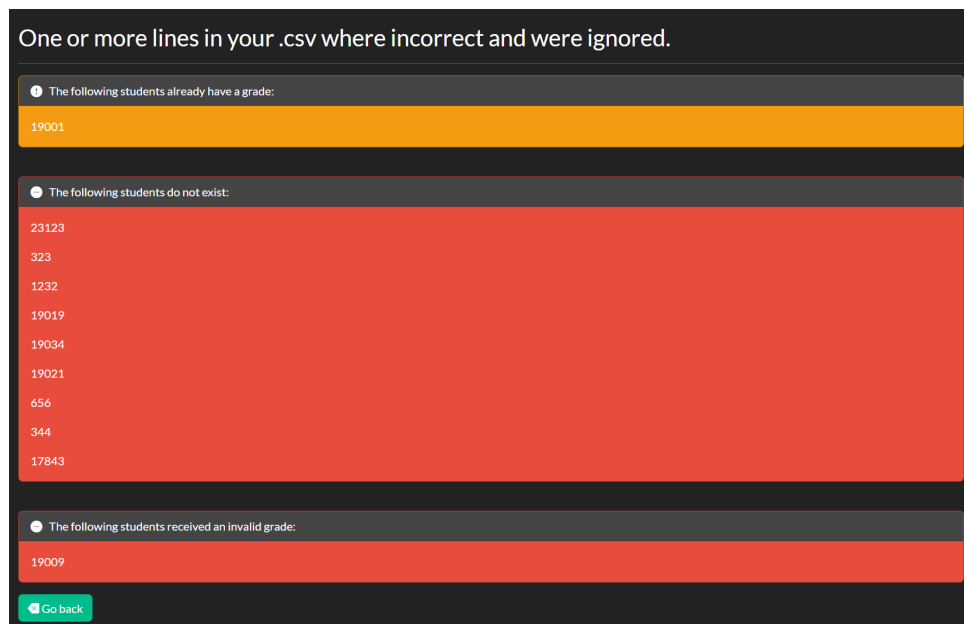 One or more lines in your .csv where incorrect and were ignored.
The following students already have a grade:
19001
The following students do not exist:
23123
323
1232
19019
19034
19021
656
344
17843
The following students received an invalid grade:
19009
Go back